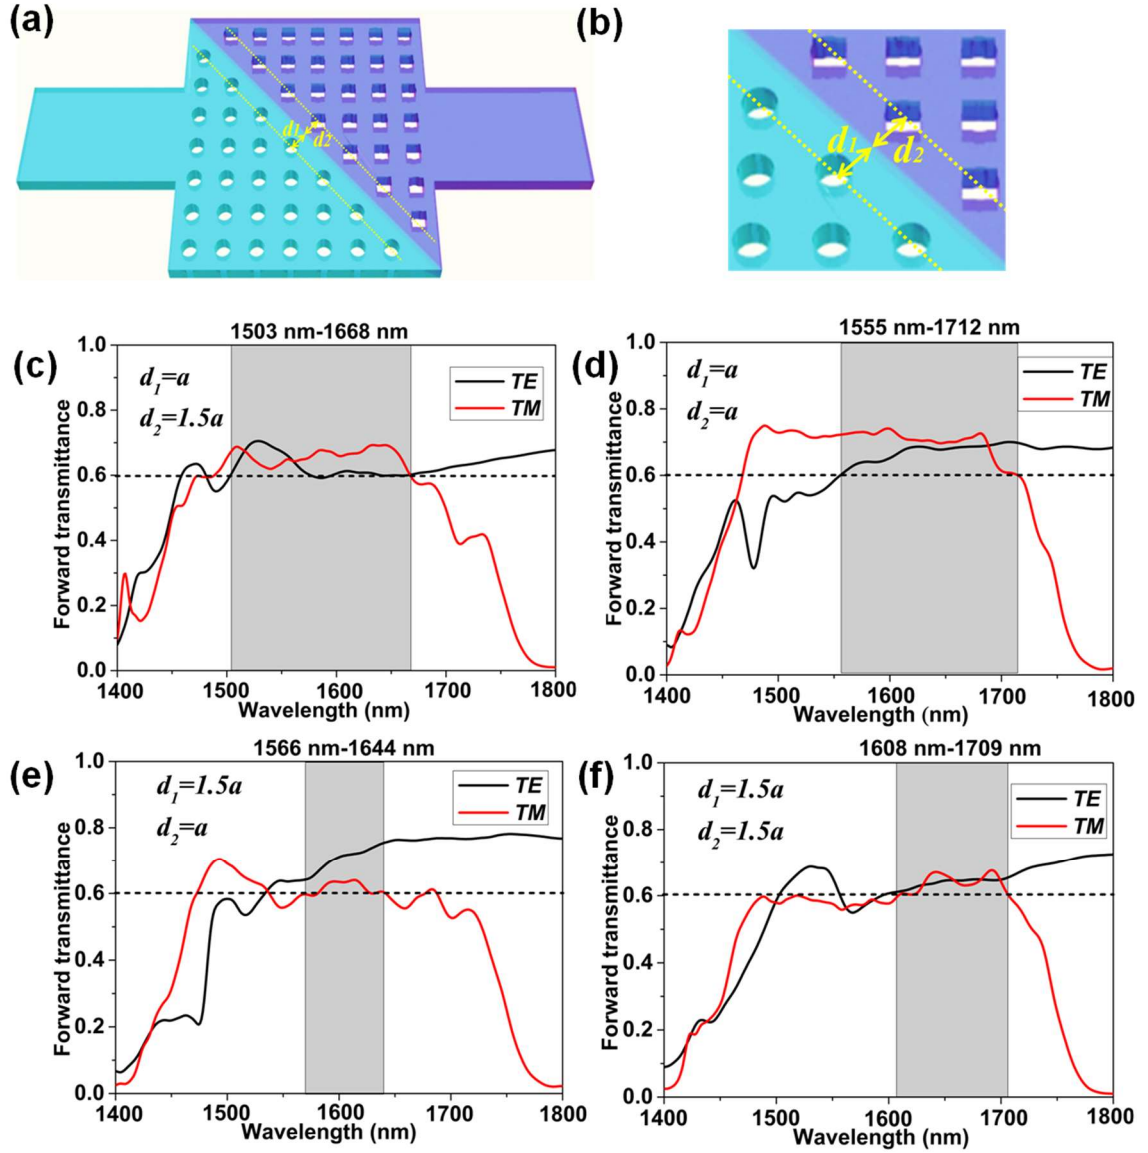 (a)
d1
d2
(b)
d1
d2
(c)
1503 nm-1668 nm
d1=a
d2=1.5a
TE
TM
Forward transmittance
1.0
0.8
0.6
0.4
0.2
0.0
1400 1500 1600 1700 1800
Wavelength (nm)
(d)
1555 nm-1712 nm
d1=a
d2=a
TE
TM
Forward transmittance
1.0
0.8
0.6
0.4
0.2
0.0
1400 1500 1600 1700 1800
Wavelength (nm)
(e)
1566 nm-1644 nm
d1=1.5a
d2=a
TE
TM
Forward transmittance
1.0
0.8
0.6
0.4
0.2
0.0
1400 1500 1600 1700 1800
Wavelength (nm)
(f)
1608 nm-1709 nm
d1=1.5a
d2=1.5a
TE
TM
Forward transmittance
1.0
0.8
0.6
0.4
0.2
0.0
1400 1500 1600 1700 1800
Wavelength (nm)